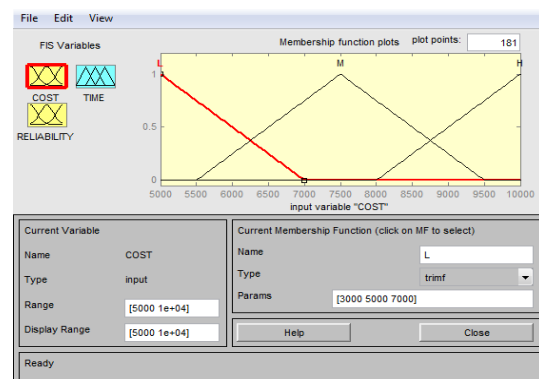 File Edit View
FIS Variables
Membership function plots plot points: 181
L M H
1
COST TIME
0.5
RELIABILITY
0
5000 5500 6000 6500 7000 7500 8000 8500 9000 9500 10000
input variable "COST"
Current Variable
Name COST
Type input
Range [5000 1e+04]
Display Range [5000 1e+04]
Current Membership Function (click on MF to select)
Name L
Type trimf
Params [3000 5000 7000]
Help Close
Ready